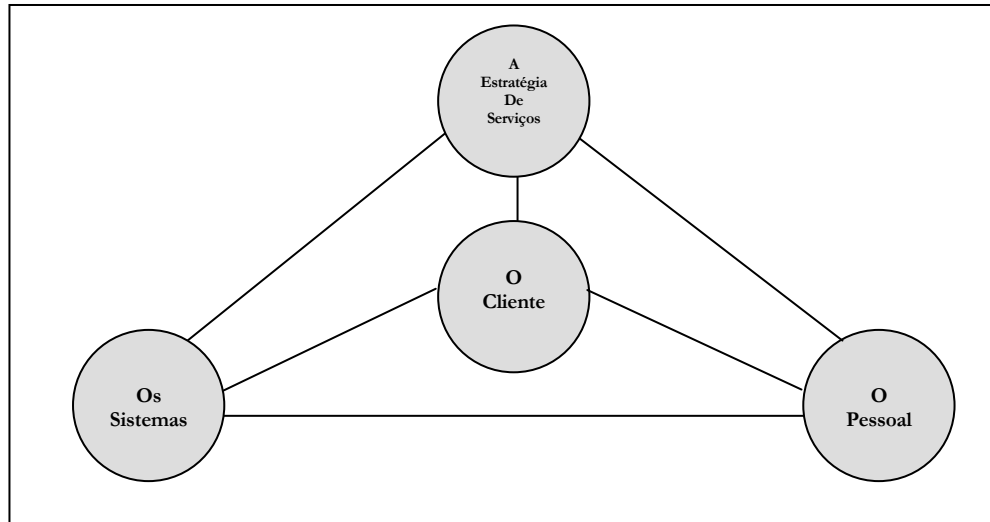 A
Estratégia
De
Serviços
O
Cliente
Os
Sistemas
O
Pessoal